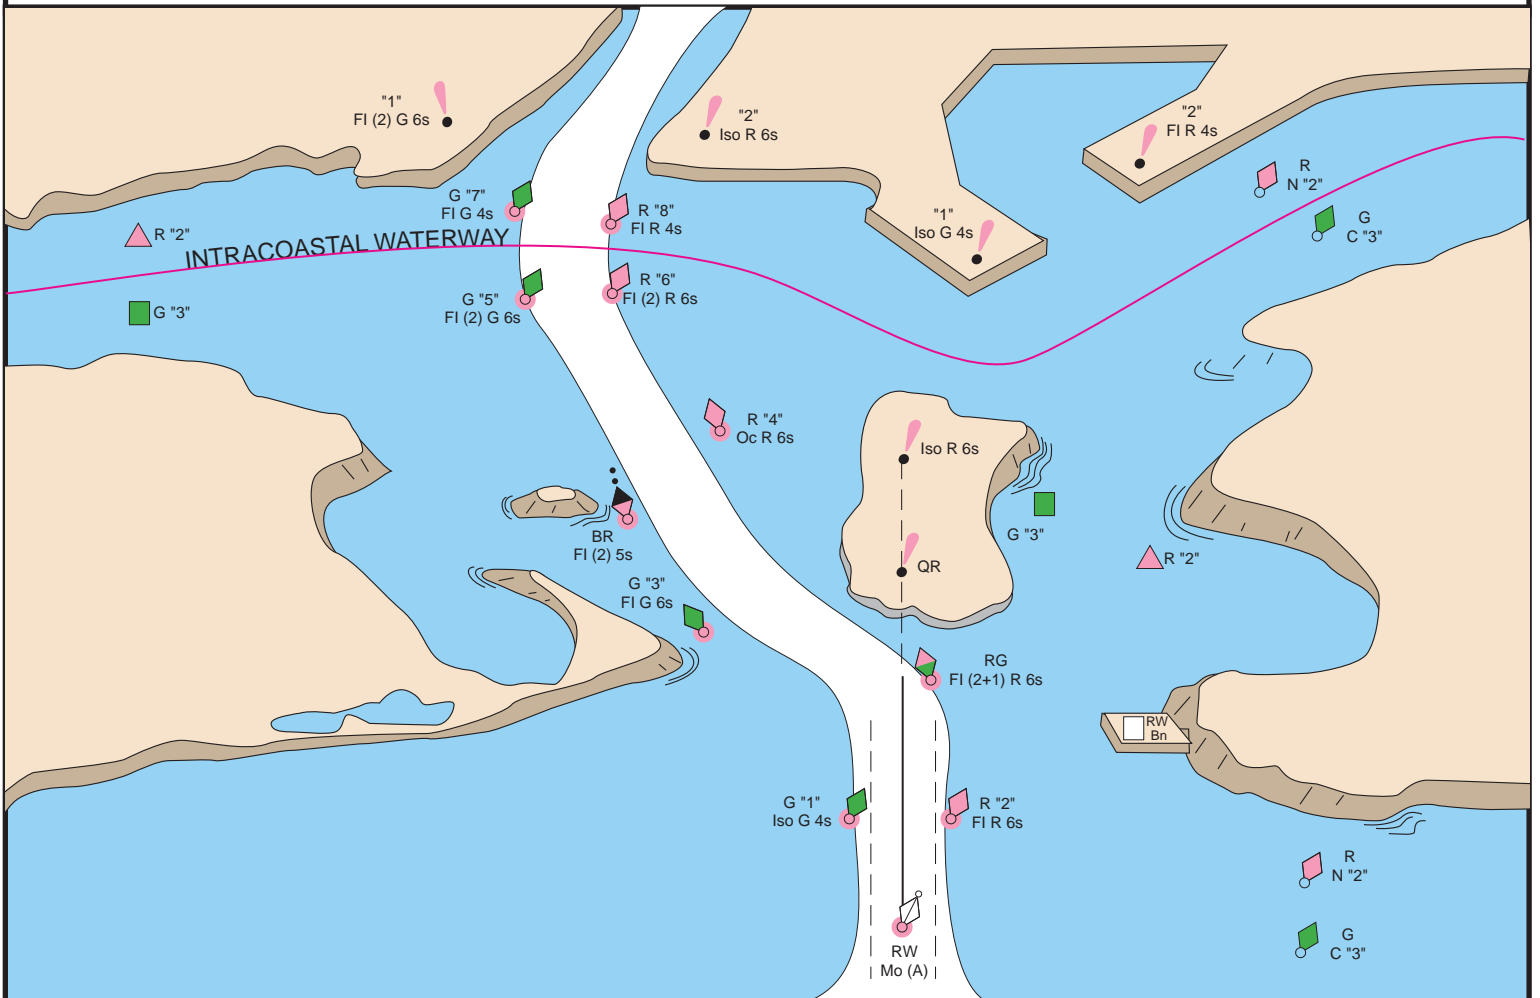 "1"
Fl (2) G 6s
"2"
Iso R 6s
"2"
Fl R 4s
R
N "2"
G
C "3"
G "7"
Fl G 4s
R "8"
Fl R 4s
"1"
Iso G 4s
R "2"
INTRACOASTAL WATERWAY
G "3"
G "5"
Fl (2) G 6s
R "6"
Fl (2) R 6s
R "4"
Oc R 6s
Iso R 6s
G "3"
BR
Fl (2) 5s
QR
R "2"
G "3"
Fl G 6s
RG
Fl (2+1) R 6s
RW
Bn
G "1"
Iso G 4s
R "2"
Fl R 6s
R
N "2"
G
C "3"
RW
Mo (A)